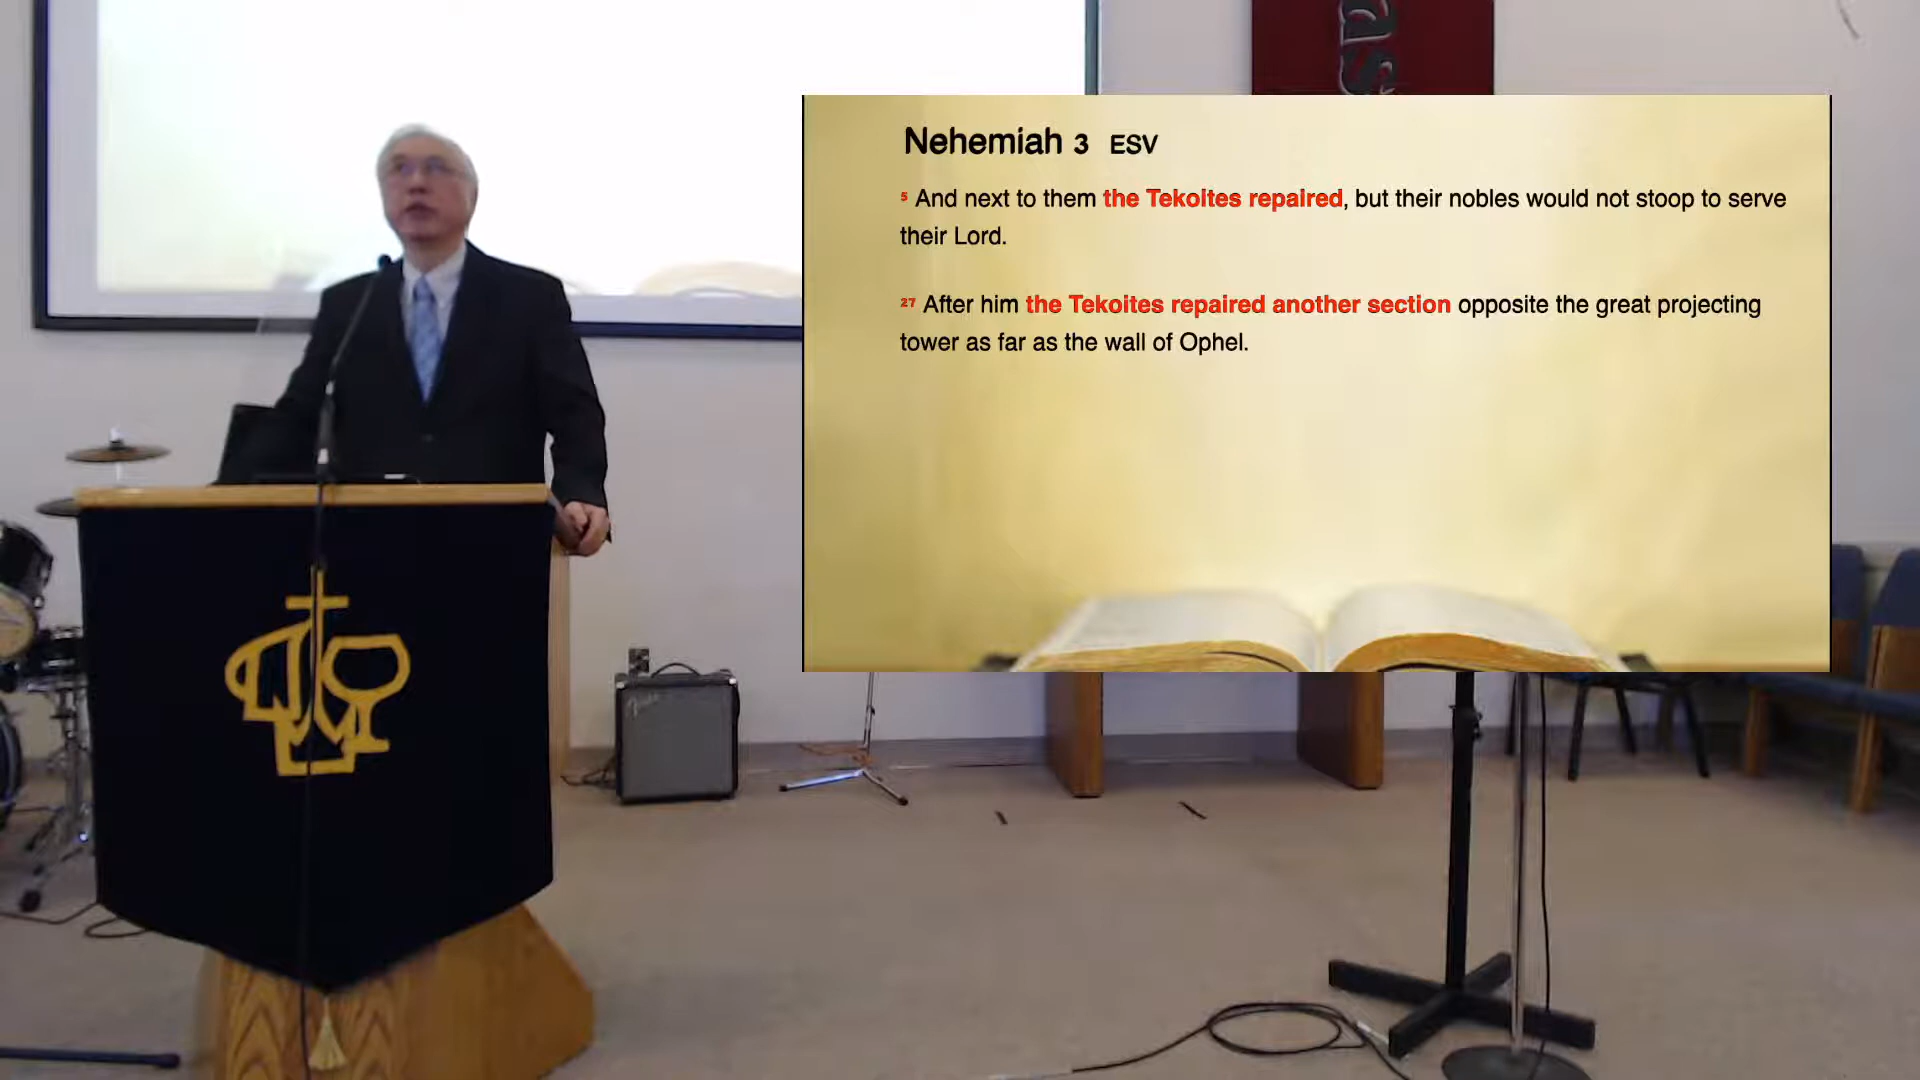 as
Nehemiah 3 ESV
5 And next to them the Tekoites repaired, but their nobles would not stoop to serve
their Lord.
27 After him the Tekoites repaired another section opposite the great projecting
tower as far as the wall of Ophel.
Fender